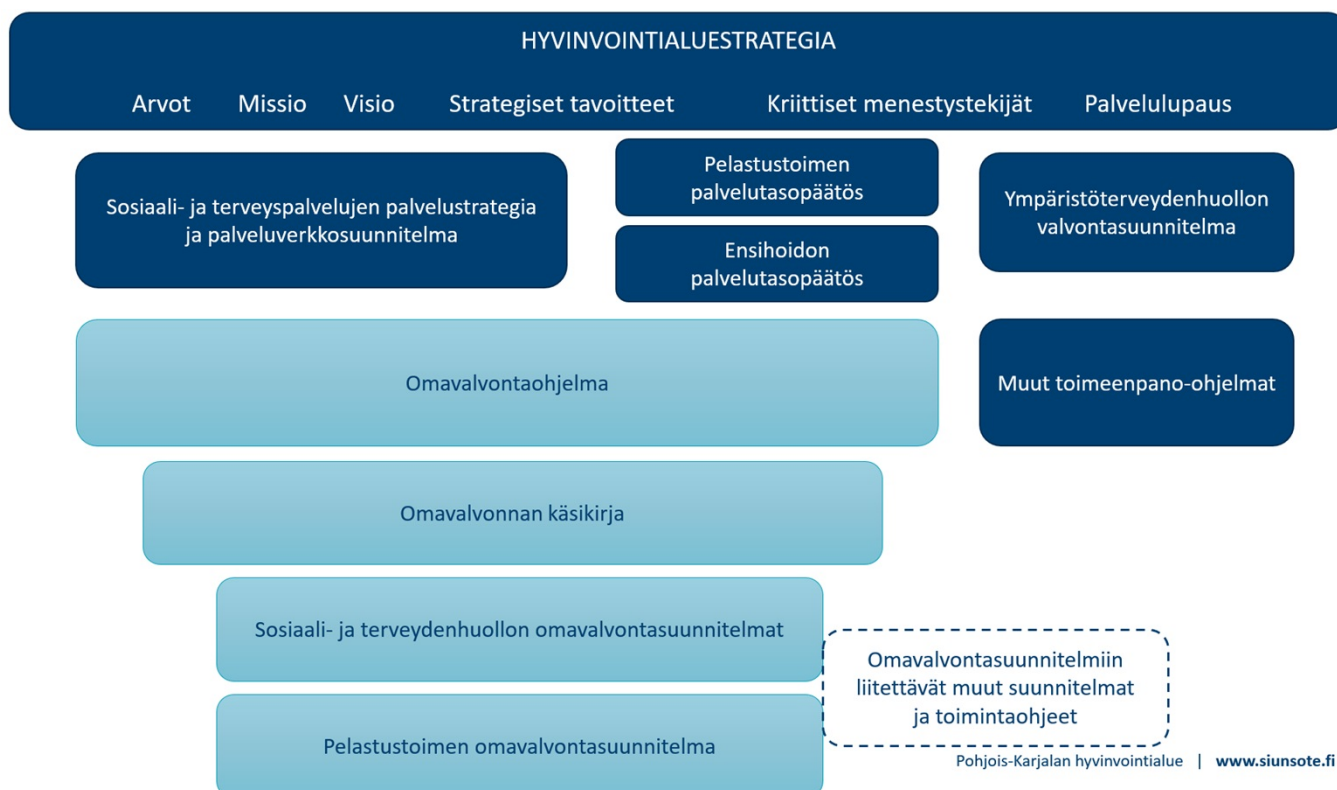 HYVINVOINTIALUESTRATEGIA
Arvot Missio Visio Strategiset tavoitteet Kriittiset menestystekijät Palvelulupaus
Sosiaali- ja terveyspalvelujen palvelustrategia
ja palveluverkkosuunnitelma
Pelastustoimen
palvelutasopäätös
Ensihoidon
palvelutasopäätös
Ympäristöterveydenhuollon
valvontasuunnitelma
Omavalvontaohjelma
Muut toimeenpano-ohjelmat
Omavalvonnan käsikirja
Sosiaali- ja terveydenhuollon omavalvontasuunnitelmat
Omavalvontasuunnitelmiin
liitettävät muut suunnitelmat
ja toimintaohjeet
Pelastustoimen omavalvontasuunnitelma
Pohjois-Karjalan hyvinvointialue | www.siunsote.fi